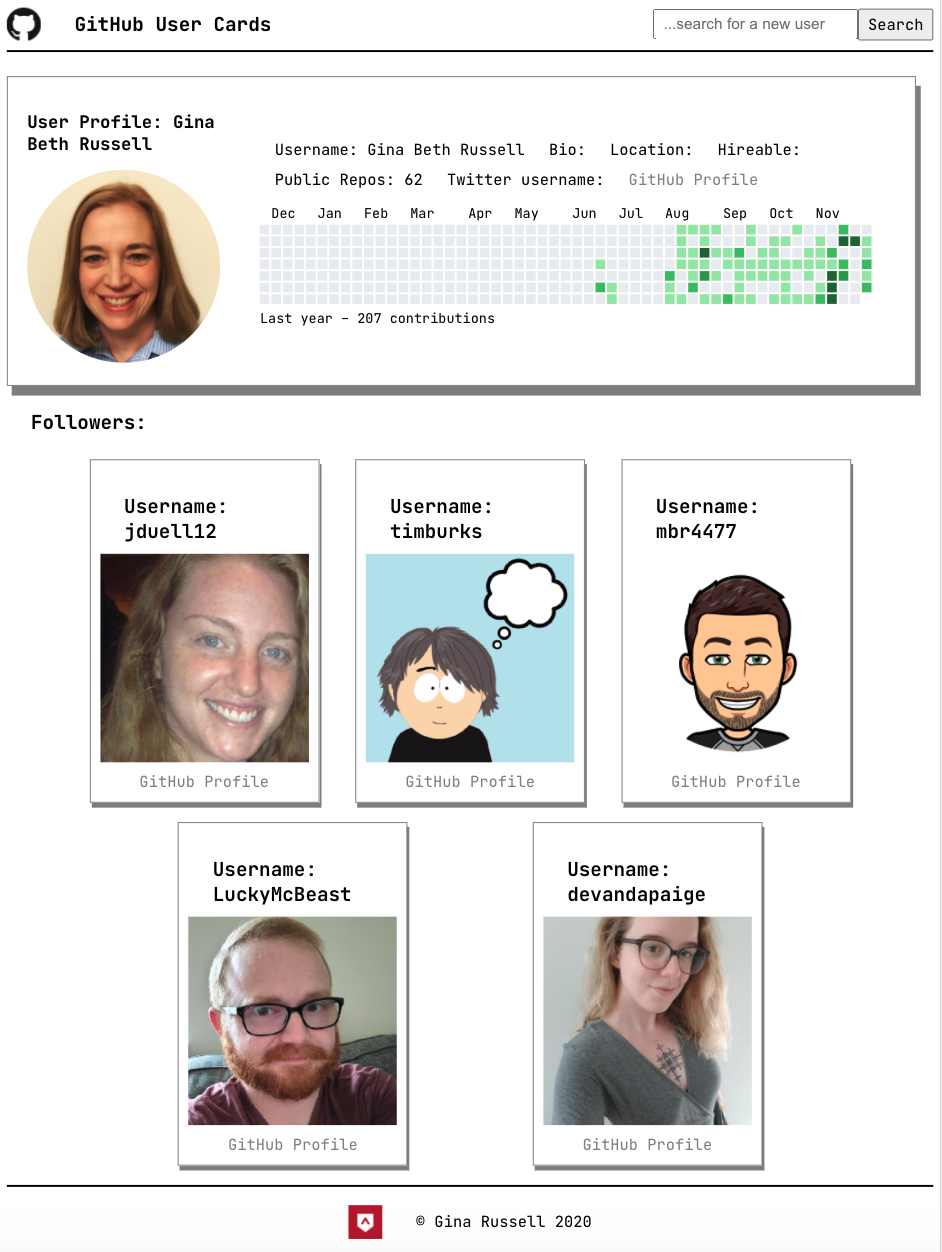 GitHub User Cards
...search for a new user
Search
User Profile: Gina
Beth Russell
Username: Gina Beth Russell Bio: Location: Hireable:
Public Repos: 62 Twitter username: GitHub Profile
Dec Jan Feb Mar Apr May Jun Jul Aug Sep Oct Nov
Last year - 207 contributions
Followers:
Username:
jduell12
GitHub Profile
Username:
timburks
GitHub Profile
Username:
mbr4477
GitHub Profile
Username:
LuckyMcBeast
GitHub Profile
Username:
devandapaige
GitHub Profile
© Gina Russell 2020